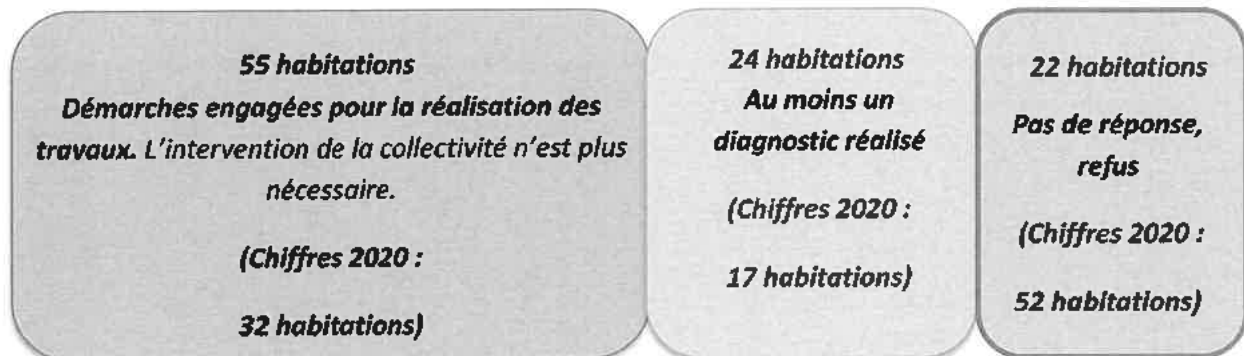 55 habitations
Démarches engagées pour la réalisation des
travaux. L'intervention de la collectivité n'est plus
nécessaire.
(Chiffres 2020 :
32 habitations)
24 habitations
Au moins un
diagnostic réalisé
(Chiffres 2020 :
17 habitations)
22 habitations
Pas de réponse,
refus
(Chiffres 2020 :
52 habitations)